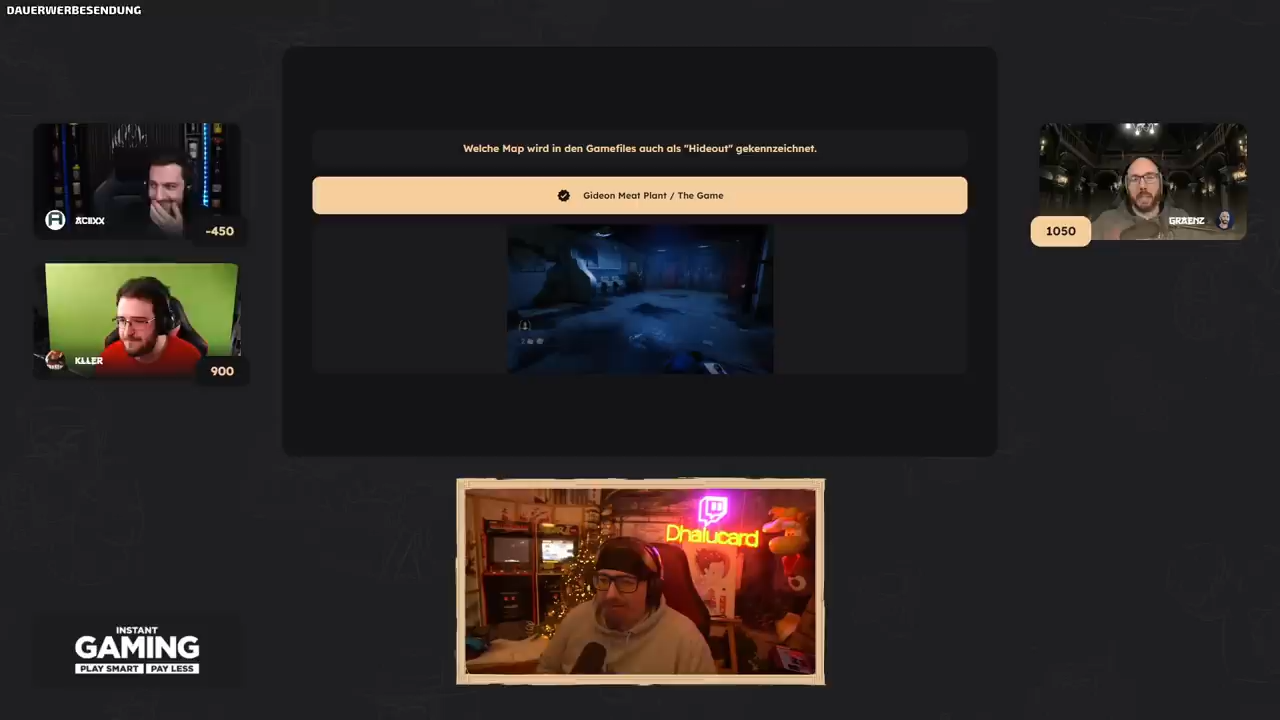 DAUERWERBESENDUNG
Welche Map wird in den Gamefiles auch als "Hideout" gekennzeichnet.
Gideon Meat Plant / The Game
ACIIXX
-450
GRAENZ
1050
KLLER
900
Dhalucard
INSTANT
GAMING
PLAY SMART | PAY LESS